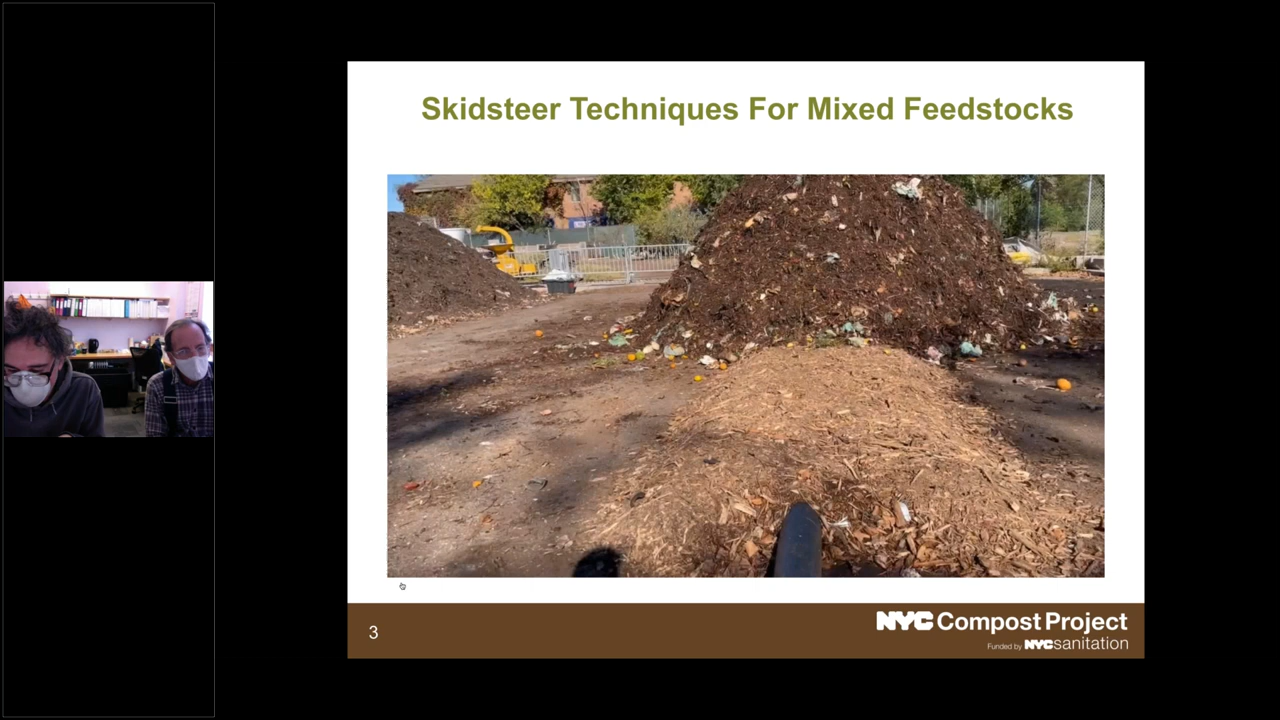 Skidsteer Techniques For Mixed Feedstocks
3
NYC Compost Project
Funded by NYC sanitation